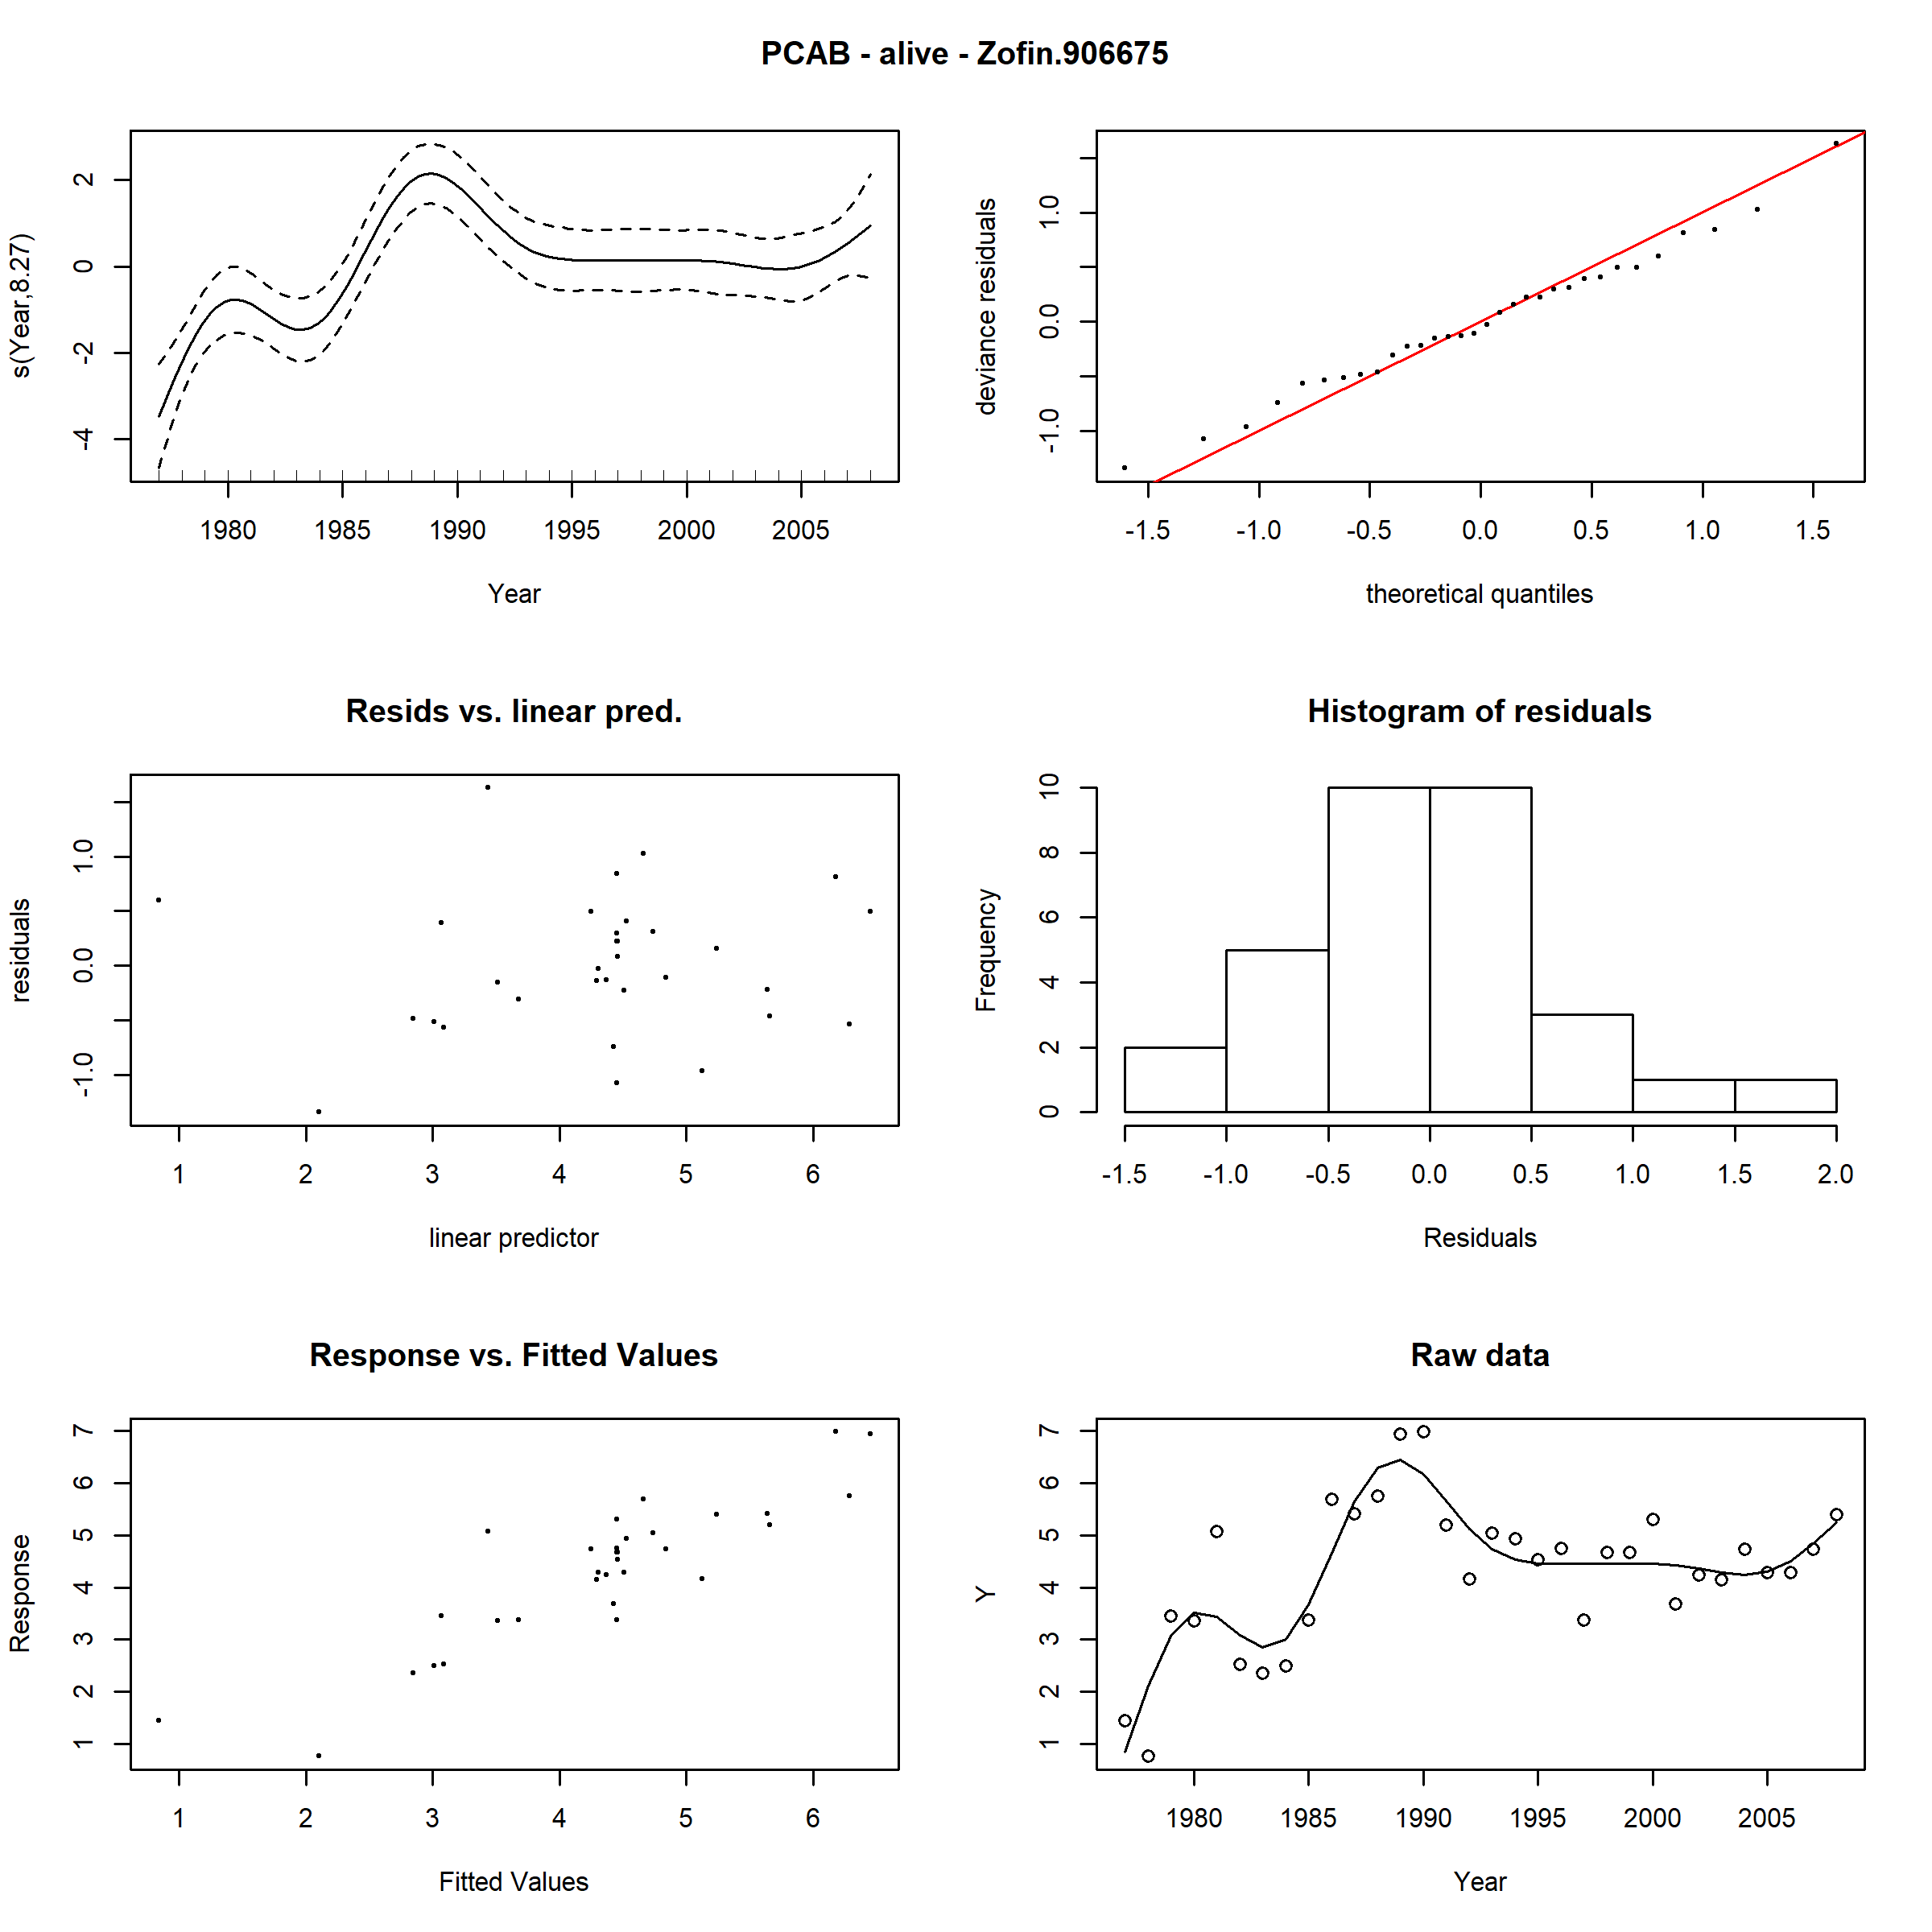 PCAB - alive - Zofin.906675
s(Year,8.27)
2
0
-2
-4
1980 1985 1990 1995 2000 2005
Year
deviance residuals
1.0
0.0
-1.0
-1.5 -1.0 -0.5 0.0 0.5 1.0 1.5
theoretical quantiles
Resids vs. linear pred.
residuals
1.0
0.0
-1.0
1 2 3 4 5 6
linear predictor
Histogram of residuals
Frequency
10
8
6
4
2
0
-1.5 -1.0 -0.5 0.0 0.5 1.0 1.5 2.0
Residuals
Response vs. Fitted Values
Response
7
6
5
4
3
2
1
1 2 3 4 5 6
Fitted Values
Raw data
Y
7
6
5
4
3
2
1
1980 1985 1990 1995 2000 2005
Year